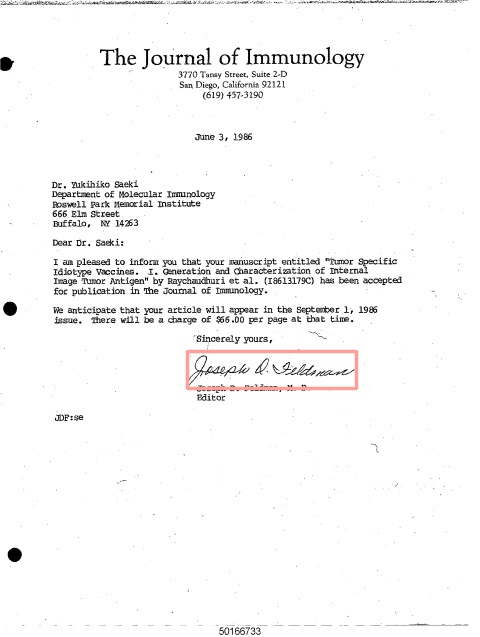 The Journal of Immunology
3770 Tansy Street, Suite 2-D
San Diego, California 92121
(619) 457-3190
June 3, 1986
Dr. Yukihiko Saeki
Department of Molecular Immunology
Roswell Park Memorial Institute
666 Elm Street
Buffalo, NY 14263
Dear Dr. Saeki:
I am pleased to inform you that your manuscript entitled "Tumor Specific
Idiotype Vaccines. I. Generation and Characterization of Internal
Image Tumor Antigen" by Raychaudhuri et al. (I8613179C) has been accepted
for publication in The Journal of Immunology.
We anticipate that your article will appear in the September 1, 1986
issue. There will be a charge of $66.00 per page at that time.
Sincerely yours,
Joseph D. Feldman
Joseph D. Feldman, M. D.
Editor
JDF:se
50166733